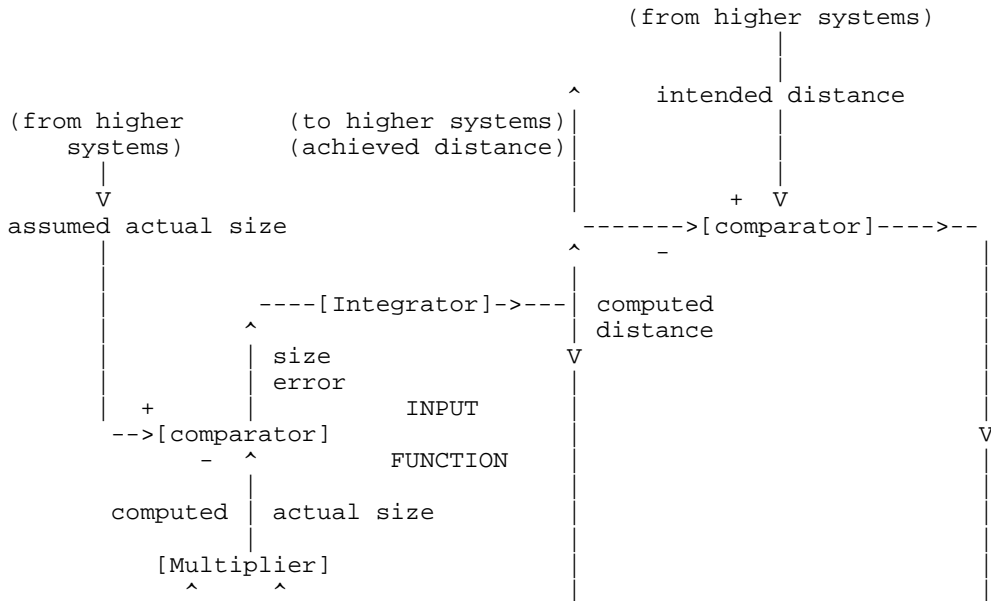 (from higher systems)
|
|
^ intended distance
(from higher (to higher systems)| |
systems) (achieved distance)| |
| | |
V | + V
assumed actual size ------->[comparator]---->--
| ^ - |
| | |
| ----[Integrator]->---| computed |
| ^ | distance |
| | size V |
| | error | |
| + | INPUT | |
-->[comparator] | V
- ^ FUNCTION | |
| | |
computed | actual size | |
| | |
[Multiplier] | |
^ ^ | |